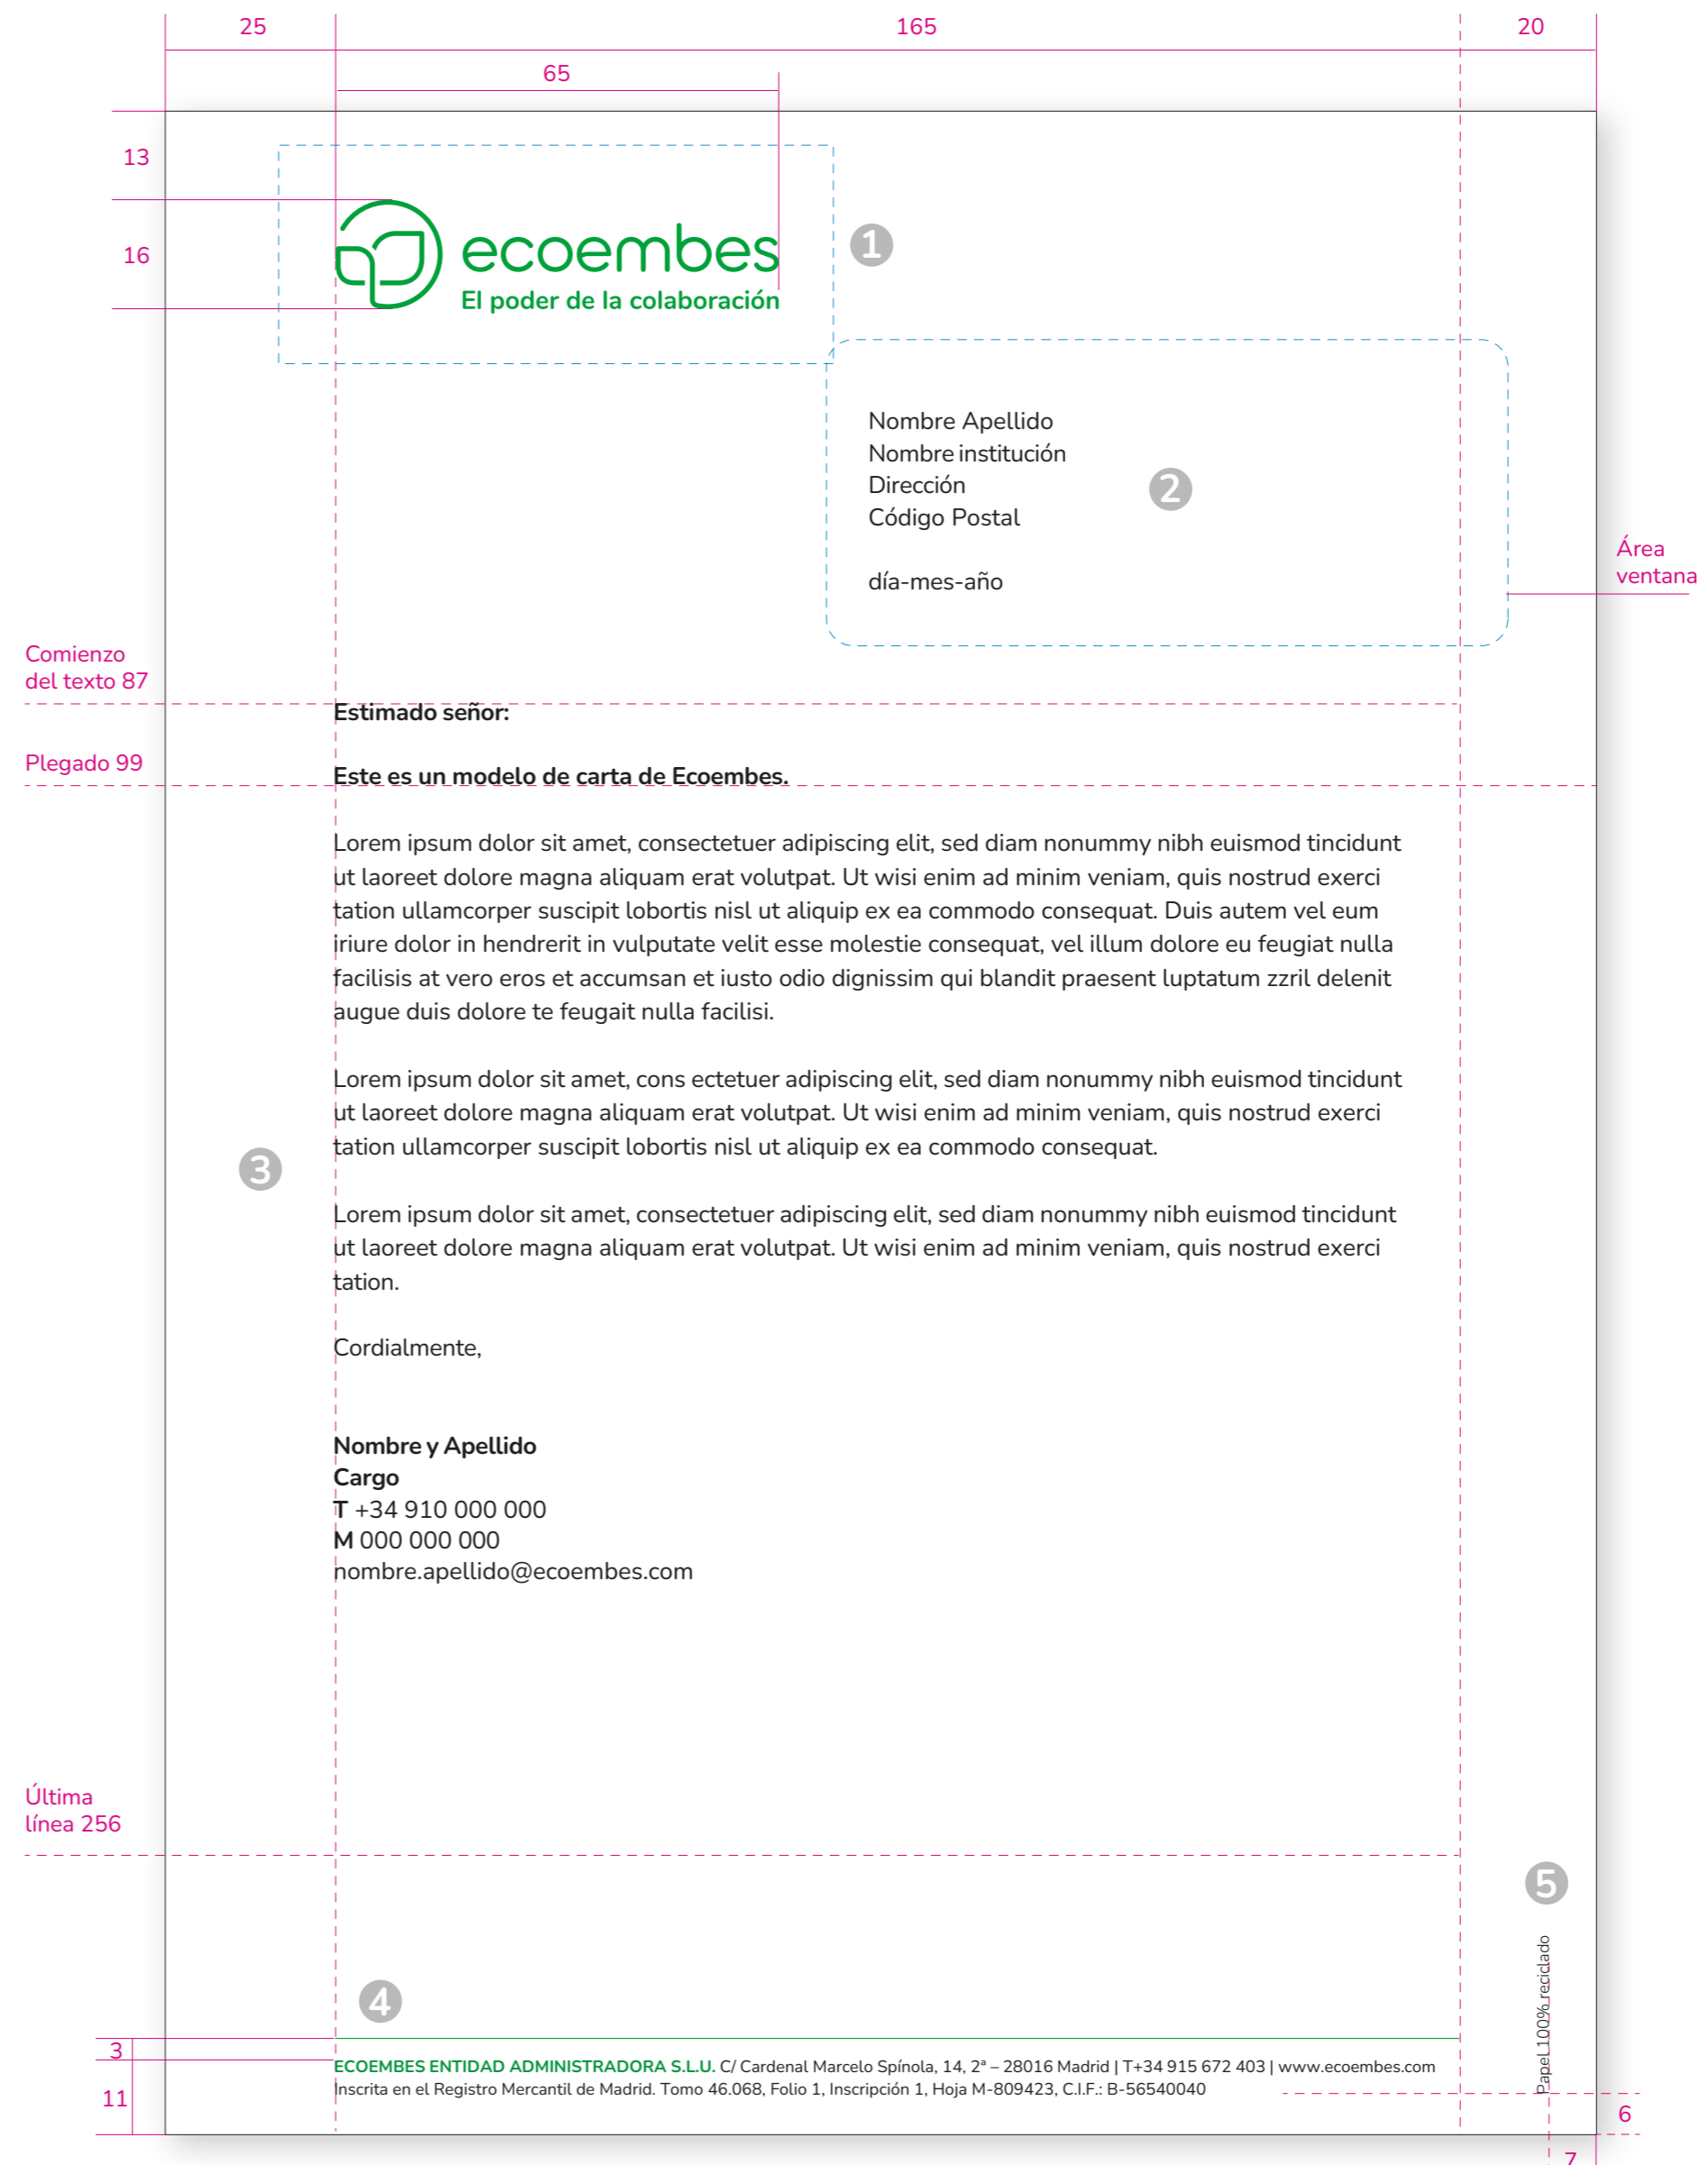 25
165
20
65
13
16
ecoembes
El poder de la colaboración
1
Nombre Apellido
Nombre institución
Dirección
Código Postal
2
día-mes-año
Área
ventana
Comienzo
del texto 87
Estimado señor:
Plegado 99
Este es un modelo de carta de Ecoembes.
Lorem ipsum dolor sit amet, consectetuer adipiscing elit, sed diam nonummy nibh euismod tincidunt
ut laoreet dolore magna aliquam erat volutpat. Ut wisi enim ad minim veniam, quis nostrud exerci
tation ullamcorper suscipit lobortis nisl ut aliquip ex ea commodo consequat. Duis autem vel eum
iriure dolor in hendrerit in vulputate velit esse molestie consequat, vel illum dolore eu feugiat nulla
facilisis at vero eros et accumsan et iusto odio dignissim qui blandit praesent luptatum zzril delenit
augue duis dolore te feugait nulla facilisi.
Lorem ipsum dolor sit amet, cons ectetuer adipiscing elit, sed diam nonummy nibh euismod tincidunt
ut laoreet dolore magna aliquam erat volutpat. Ut wisi enim ad minim veniam, quis nostrud exerci
tation ullamcorper suscipit lobortis nisl ut aliquip ex ea commodo consequat.
3
Lorem ipsum dolor sit amet, consectetuer adipiscing elit, sed diam nonummy nibh euismod tincidunt
ut laoreet dolore magna aliquam erat volutpat. Ut wisi enim ad minim veniam, quis nostrud exerci
tation.
Cordialmente,
Nombre y Apellido
Cargo
T +34 910 000 000
M 000 000 000
nombre.apellido@ecoembes.com
Última
línea 256
5
Papel 100% reciclado
4
3
ECOEMBES ENTIDAD ADMINISTRADORA S.L.U. C/ Cardenal Marcelo Spínola, 14, 2ª – 28016 Madrid | T+34 915 672 403 | www.ecoembes.com
Inscrita en el Registro Mercantil de Madrid. Tomo 46.068, Folio 1, Inscripción 1, Hoja M-809423, C.I.F.: B-56540040
11
6
7